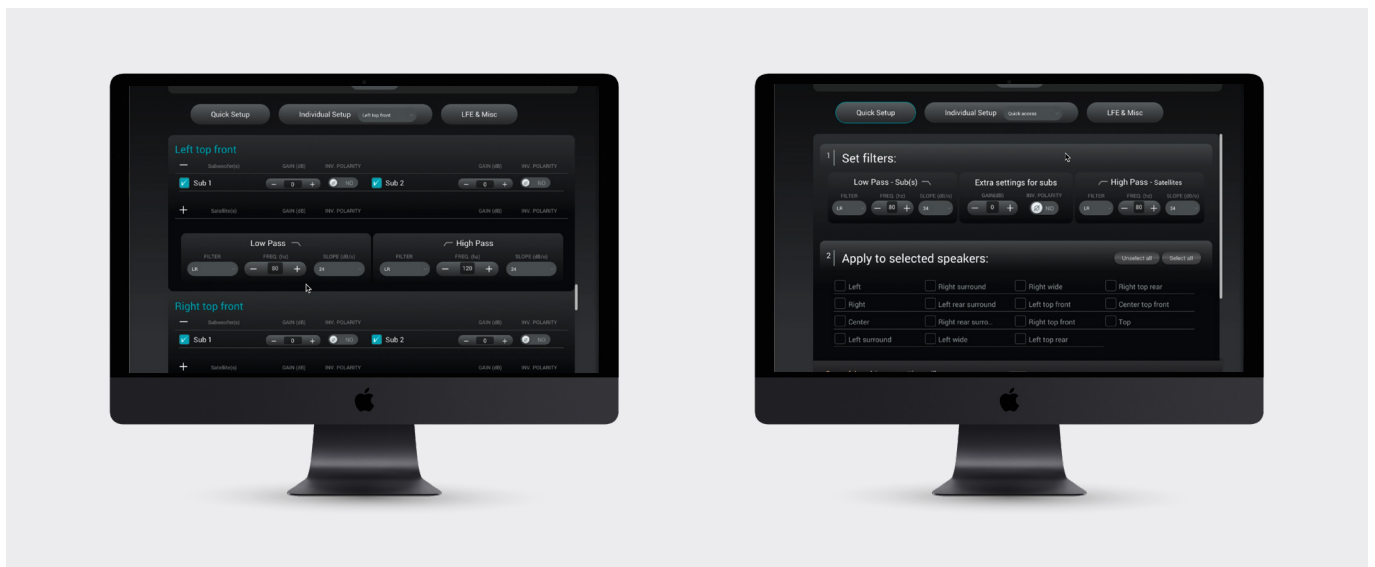 Quick Setup Individual Setup Left top front LFE & Misc
Left top front
Subwoofer(s) GAIN (dB) INV. POLARITY GAIN (dB) INV. POLARITY
Sub 1 0 NO Sub 2 0 NO
Satellite(s) GAIN (dB) INV. POLARITY GAIN (dB) INV. POLARITY
Low Pass High Pass
FILTER FREQ. (hz) SLOPE (dB/o) FILTER FREQ. (hz) SLOPE (dB/o)
LR 80 24 LR 120 24
Right top front
Subwoofer(s) GAIN (dB) INV. POLARITY GAIN (dB) INV. POLARITY
Sub 1 0 NO Sub 2 0 NO
Satellite(s) GAIN (dB) INV. POLARITY GAIN (dB) INV. POLARITY
Quick Setup Individual Setup Quick access LFE & Misc
1 Set filters:
Low Pass - Sub(s) Extra settings for subs High Pass - Satellites
FILTER FREQ. (hz) SLOPE (dB/o) GAIN(dB) INV. POLARITY FILTER FREQ. (hz) SLOPE (dB/o)
LR 80 24 0 NO LR 80 24
2 Apply to selected speakers: Unselect all Select all
Left Right surround Right wide Right top rear
Right Left rear surround Left top front Center top front
Center Right rear surro.. Right top front Top
Left surround Left wide Left top rear